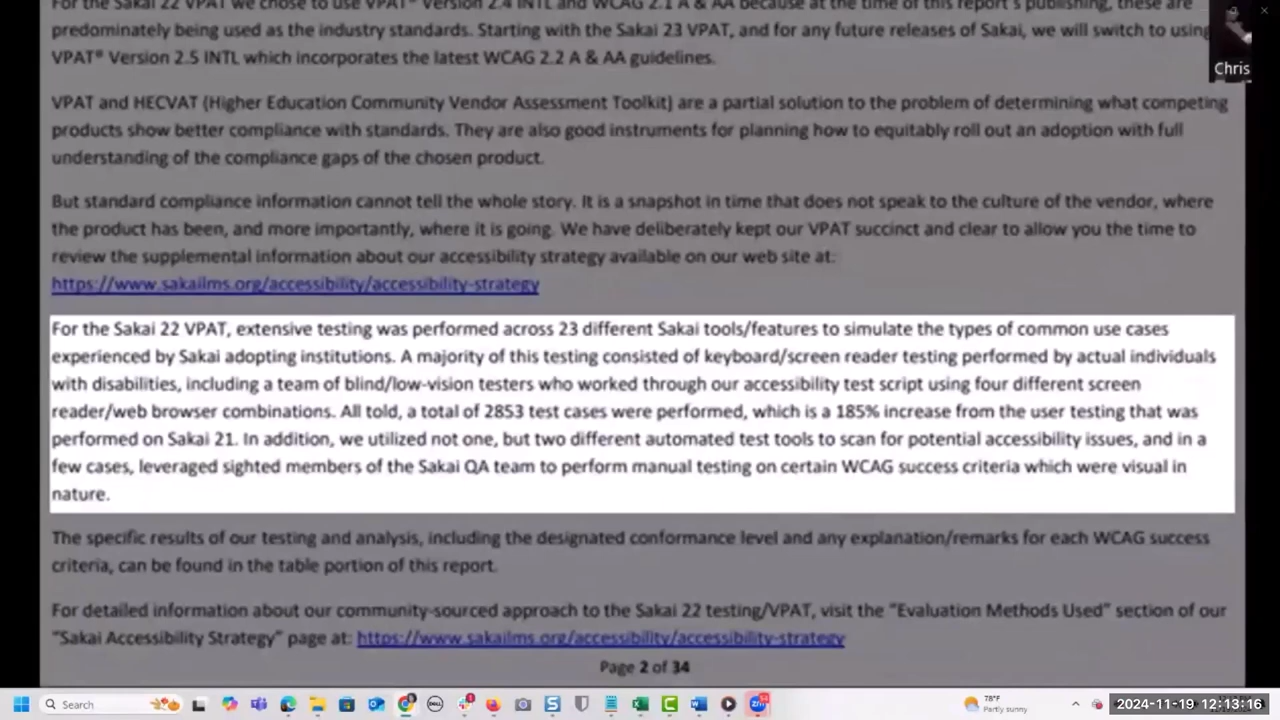 For the Sakai 22 VPAT we chose to use VPAT® Version 2.4 INTL and WCAG 2.1 A & AA because at the time of this report's publishing, these are
predominately being used as the industry standards. Starting with the Sakai 23 VPAT, and for any future releases of Sakai, we will switch to using
VPAT® Version 2.5 INTL which incorporates the latest WCAG 2.2 A & AA guidelines.
Chris
VPAT and HECVAT (Higher Education Community Vendor Assessment Toolkit) are a partial solution to the problem of determining what competing
products show better compliance with standards. They are also good instruments for planning how to equitably roll out an adoption with full
understanding of the compliance gaps of the chosen product.
But standard compliance information cannot tell the whole story. It is a snapshot in time that does not speak to the culture of the vendor, where
the product has been, and more importantly, where it is going. We have deliberately kept our VPAT succinct and clear to allow you the time to
review the supplemental information about our accessibility strategy available on our web site at:
https://www.sakailms.org/accessibility/accessibility-strategy
For the Sakai 22 VPAT, extensive testing was performed across 23 different Sakai tools/features to simulate the types of common use cases
experienced by Sakai adopting institutions. A majority of this testing consisted of keyboard/screen reader testing performed by actual individuals
with disabilities, including a team of blind/low-vision testers who worked through our accessibility test script using four different screen
reader/web browser combinations. All told, a total of 2853 test cases were performed, which is a 185% increase from the user testing that was
performed on Sakai 21. In addition, we utilized not one, but two different automated test tools to scan for potential accessibility issues, and in a
few cases, leveraged sighted members of the Sakai QA team to perform manual testing on certain WCAG success criteria which were visual in
nature.
The specific results of our testing and analysis, including the designated conformance level and any explanation/remarks for each WCAG success
criteria, can be found in the table portion of this report.
For detailed information about our community-sourced approach to the Sakai 22 testing/VPAT, visit the "Evaluation Methods Used" section of our
"Sakai Accessibility Strategy" page at: https://www.sakailms.org/accessibility/accessibility-strategy
Page 2 of 34
Search
78°F
Partly sunny
2024-11-19 12:13:16